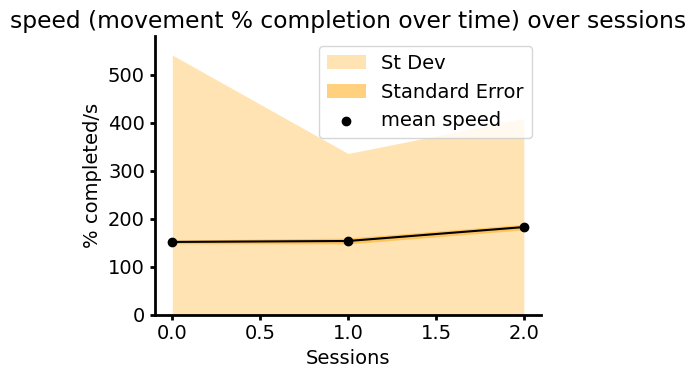 speed (movement % completion over time) over sessions
500
400
300
200
100
0
% completed/s
St Dev
Standard Error
mean speed
0.0 0.5 1.0 1.5 2.0
Sessions